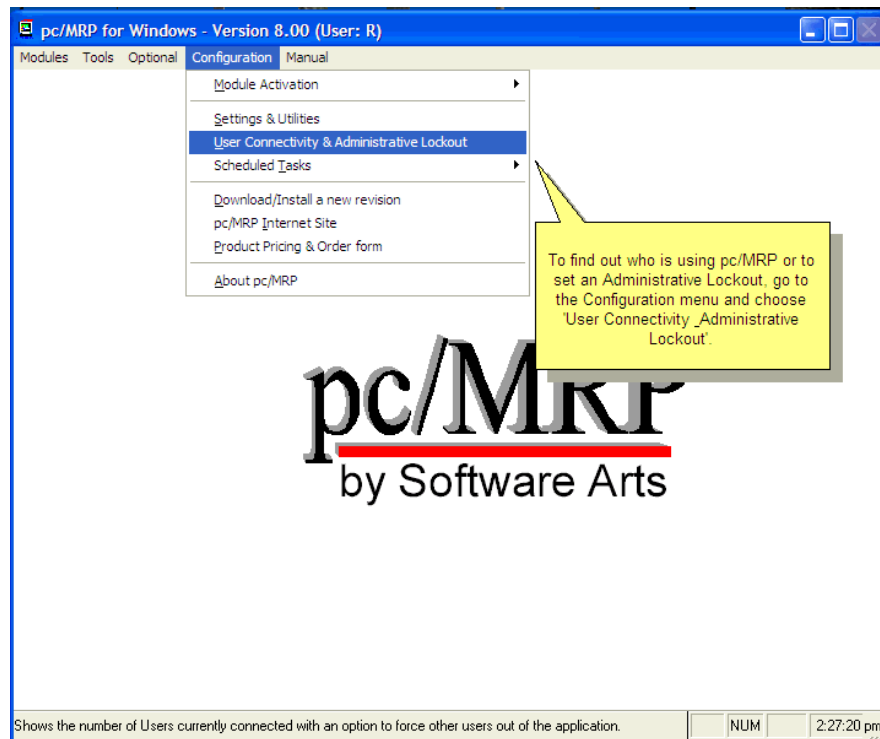 pc/MRP for Windows - Version 8.00 (User: R)
Modules Tools Optional Configuration Manual
Module Activation
Settings & Utilities
User Connectivity & Administrative Lockout
Scheduled Tasks
Download/Install a new revision
pc/MRP Internet Site
Product Pricing & Order form
About pc/MRP
To find out who is using pc/MRP or to
set an Administrative Lockout, go to
the Configuration menu and choose
'User Connectivity _Administrative
Lockout'.
pc/MRP
by Software Arts
Shows the number of Users currently connected with an option to force other users out of the application. NUM 2:27:20 pm